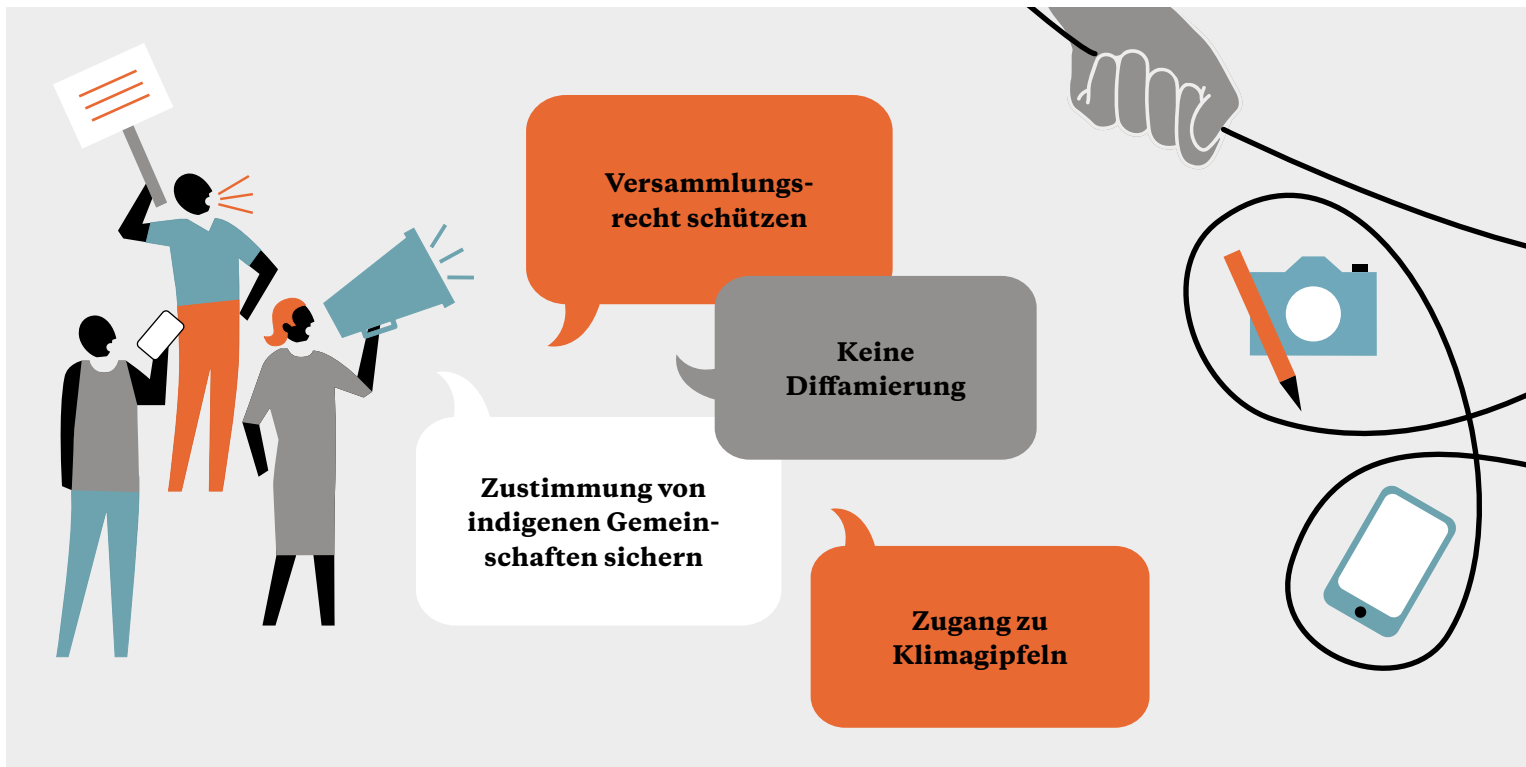 Versammlungs-
recht schützen
Keine
Diffamierung
Zustimmung von
indigenen Gemein-
schaften sichern
Zugang zu
Klimagipfeln